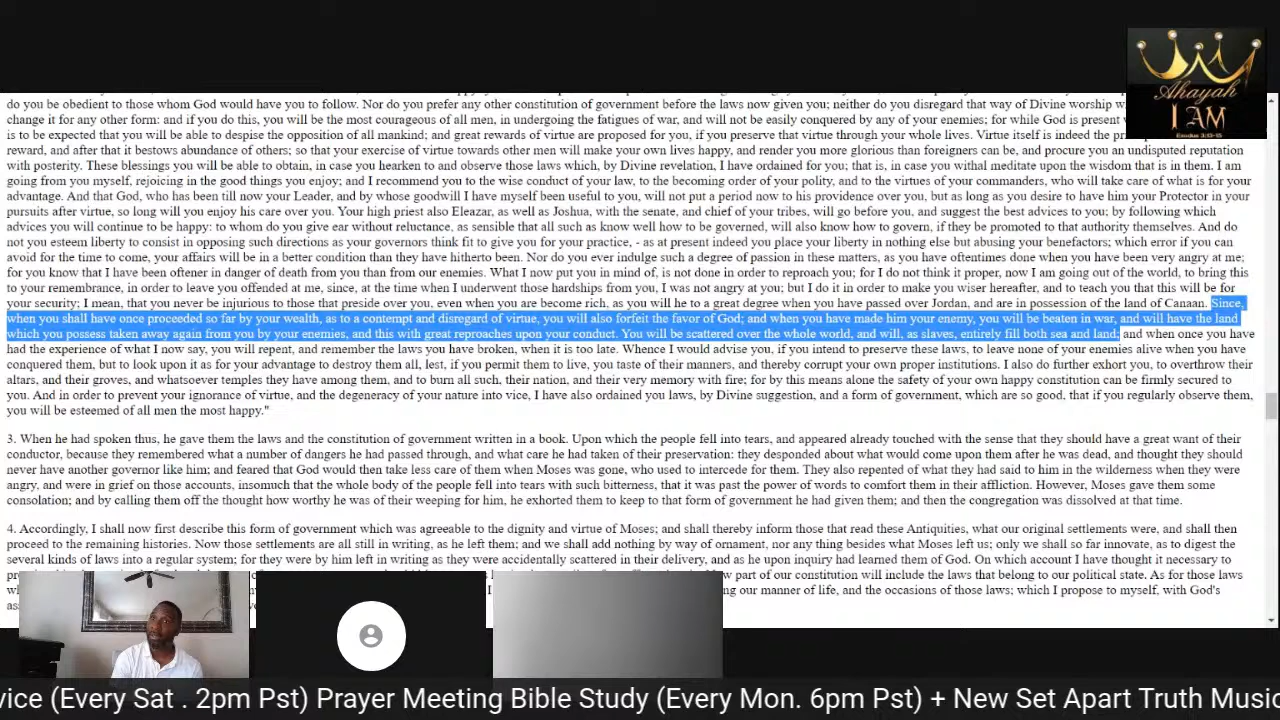 Ahayah
I AM
Exodus 3:13-15
do you be obedient to those whom God would have you to follow. Nor do you prefer any other constitution of government before the laws now given you; neither do you disregard that way of Divine worship w
change it for any other form: and if you do this, you will be the most courageous of all men, in undergoing the fatigues of war, and will not be easily conquered by any of your enemies; for while God is present
is to be expected that you will be able to despise the opposition of all mankind; and great rewards of virtue are proposed for you, if you preserve that virtue through your whole lives. Virtue itself is indeed the pr
reward, and after that it bestows abundance of others; so that your exercise of virtue towards other men will make your own lives happy, and render you more glorious than foreigners can be, and procure you an undisputed reputation
with posterity. These blessings you will be able to obtain, in case you hearken to and observe those laws which, by Divine revelation, I have ordained for you; that is, in case you withal meditate upon the wisdom that is in them. I am
going from you myself, rejoicing in the good things you enjoy; and I recommend you to the wise conduct of your law, to the becoming order of your polity, and to the virtues of your commanders, who will take care of what is for your
advantage. And that God, who has been till now your Leader, and by whose goodwill I have myself been useful to you, will not put a period now to his providence over you, but as long as you desire to have him your Protector in your
pursuits after virtue, so long will you enjoy his care over you. Your high priest also Eleazar, as well as Joshua, with the senate, and chief of your tribes, will go before you, and suggest the best advices to you; by following which
advices you will continue to be happy: to whom do you give ear without reluctance, as sensible that all such as know well how to be governed, will also know how to govern, if they be promoted to that authority themselves. And do
not you esteem liberty to consist in opposing such directions as your governors think fit to give you for your practice, - as at present indeed you place your liberty in nothing else but abusing your benefactors; which error if you can
avoid for the time to come, your affairs will be in a better condition than they have hitherto been. Nor do you ever indulge such a degree of passion in these matters, as you have oftentimes done when you have been very angry at me;
for you know that I have been oftener in danger of death from you than from our enemies. What I now put you in mind of, is not done in order to reproach you; for I do not think it proper, now I am going out of the world, to bring this
to your remembrance, in order to leave you offended at me, since, at the time when I underwent those hardships from you, I was not angry at you; but I do it in order to make you wiser hereafter, and to teach you that this will be for
your security; I mean, that you never be injurious to those that preside over you, even when you are become rich, as you will he to a great degree when you have passed over Jordan, and are in possession of the land of Canaan. Since,
when you shall have once proceeded so far by your wealth, as to a contempt and disregard of virtue, you will also forfeit the favor of God; and when you have made him your enemy, you will be beaten in war, and will have the land
which you possess taken away again from you by your enemies, and this with great reproaches upon your conduct. You will be scattered over the whole world, and will, as slaves, entirely fill both sea and land; and when once you have
had the experience of what I now say, you will repent, and remember the laws you have broken, when it is too late. Whence I would advise you, if you intend to preserve these laws, to leave none of your enemies alive when you have
conquered them, but to look upon it as for your advantage to destroy them all, lest, if you permit them to live, you taste of their manners, and thereby corrupt your own proper institutions. I also do further exhort you, to overthrow their
altars, and their groves, and whatsoever temples they have among them, and to burn all such, their nation, and their very memory with fire; for by this means alone the safety of your own happy constitution can be firmly secured to
you. And in order to prevent your ignorance of virtue, and the degeneracy of your nature into vice, I have also ordained you laws, by Divine suggestion, and a form of government, which are so good, that if you regularly observe them,
you will be esteemed of all men the most happy."
3. When he had spoken thus, he gave them the laws and the constitution of government written in a book. Upon which the people fell into tears, and appeared already touched with the sense that they should have a great want of their
conductor, because they remembered what a number of dangers he had passed through, and what care he had taken of their preservation: they desponded about what would come upon them after he was dead, and thought they should
never have another governor like him; and feared that God would then take less care of them when Moses was gone, who used to intercede for them. They also repented of what they had said to him in the wilderness when they were
angry, and were in grief on those accounts, insomuch that the whole body of the people fell into tears with such bitterness, that it was past the power of words to comfort them in their affliction. However, Moses gave them some
consolation; and by calling them off the thought how worthy he was of their weeping for him, he exhorted them to keep to that form of government he had given them; and then the congregation was dissolved at that time.
4. Accordingly, I shall now first describe this form of government which was agreeable to the dignity and virtue of Moses; and shall thereby inform those that read these Antiquities, what our original settlements were, and shall then
proceed to the remaining histories. Now those settlements are all still in writing, as he left them; and we shall add nothing by way of ornament, nor any thing besides what Moses left us; only we shall so far innovate, as to digest the
several kinds of laws into a regular system; for they were by him left in writing as they were accidentally scattered in their delivery, and as he upon inquiry had learned them of God. On which account I have thought it necessary to
part of our constitution will include the laws that belong to our political state. As for those laws
ng our manner of life, and the occasions of those laws; which I propose to myself, with God's
vice (Every Sat . 2pm Pst) Prayer Meeting Bible Study (Every Mon. 6pm Pst) + New Set Apart Truth Music